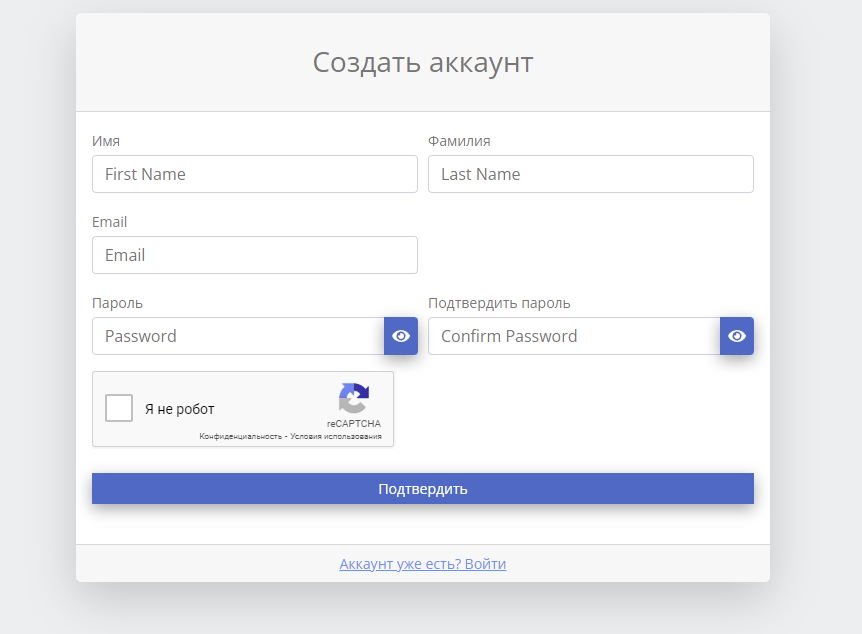 Создать аккаунт
Имя Фамилия
First Name Last Name
Email
Email
Пароль Подтвердить пароль
Password Confirm Password
Я не робот
reCAPTCHA
Конфиденциальность - Условия использования
Подтвердить
Аккаунт уже есть? Войти